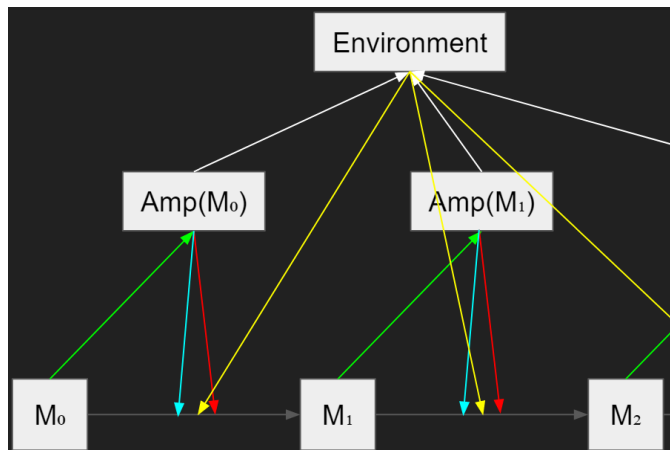 Environment
Amp(M₀)
Amp(M₁)
M₀
M₁
M₂